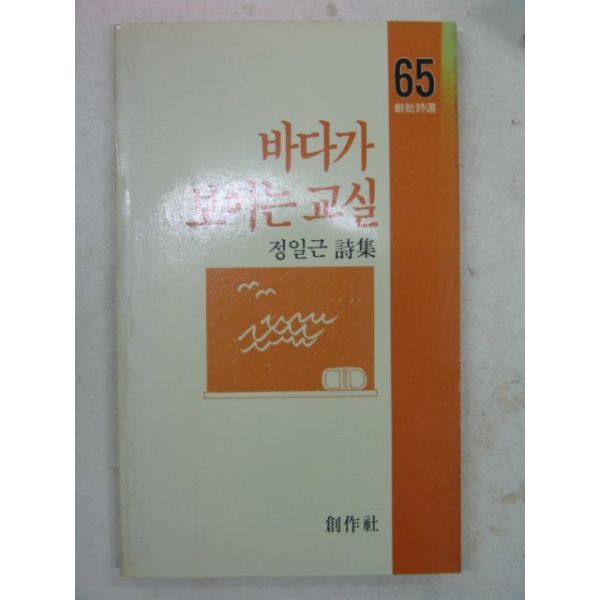 65
創批詩選
바다가
보이는 교실
정일근 詩集
創作社